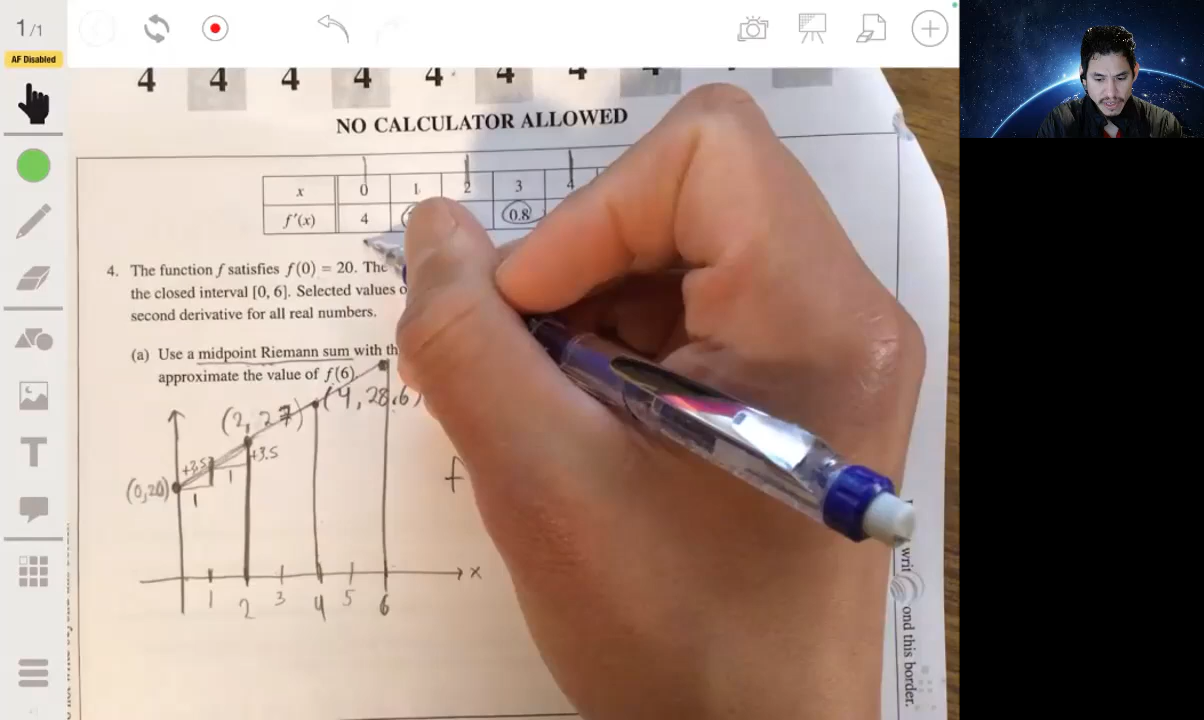 1/1
AF Disabled
4 4 4 4 4 4 4
NO CALCULATOR ALLOWED
x 0 1 2 3 4
f'(x) 4 0.8
4. The function f satisfies f(0) = 20. The
the closed interval [0, 6]. Selected values
second derivative for all real numbers.
(a) Use a midpoint Riemann sum with
approximate the value of f(6).
(2, 27) (4, 28.6)
+3.5 +3.5
(0,20) 1 1
f
x
1 2 3 4 5 6
T
ond this border.